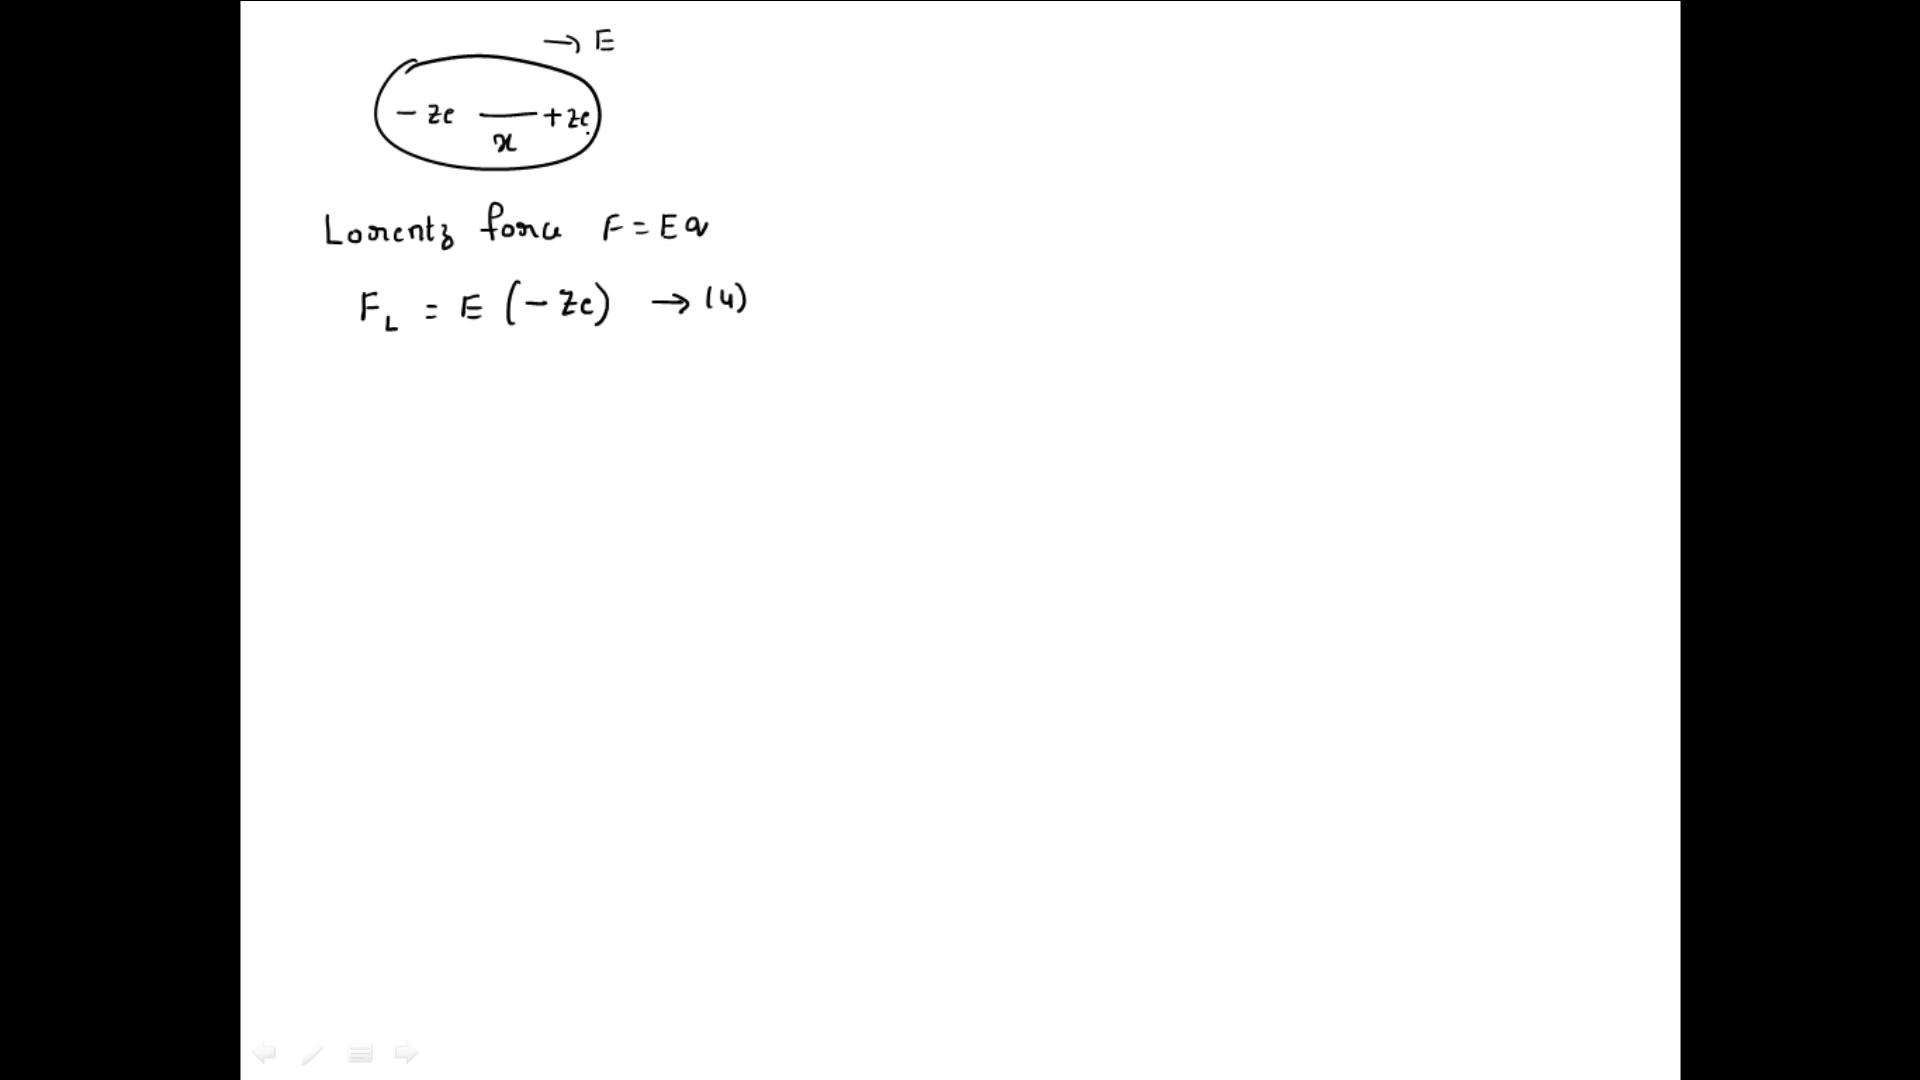 → E
- ze —— + ze
x
Lorentz force F = EQ
F_L = E (- ze) → (4)